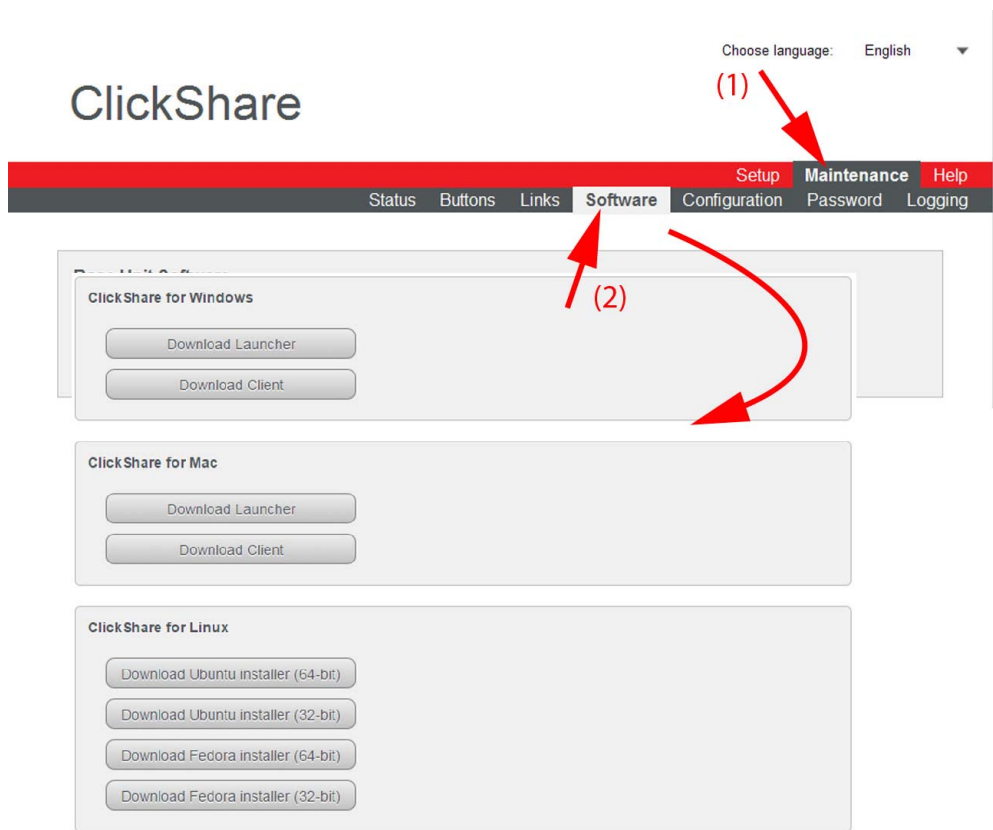 Choose language: English
(1)
ClickShare
Setup Maintenance Help
Status Buttons Links Software Configuration Password Logging
(2)
ClickShare for Windows
Download Launcher
Download Client
ClickShare for Mac
Download Launcher
Download Client
ClickShare for Linux
Download Ubuntu installer (64-bit)
Download Ubuntu installer (32-bit)
Download Fedora installer (64-bit)
Download Fedora installer (32-bit)